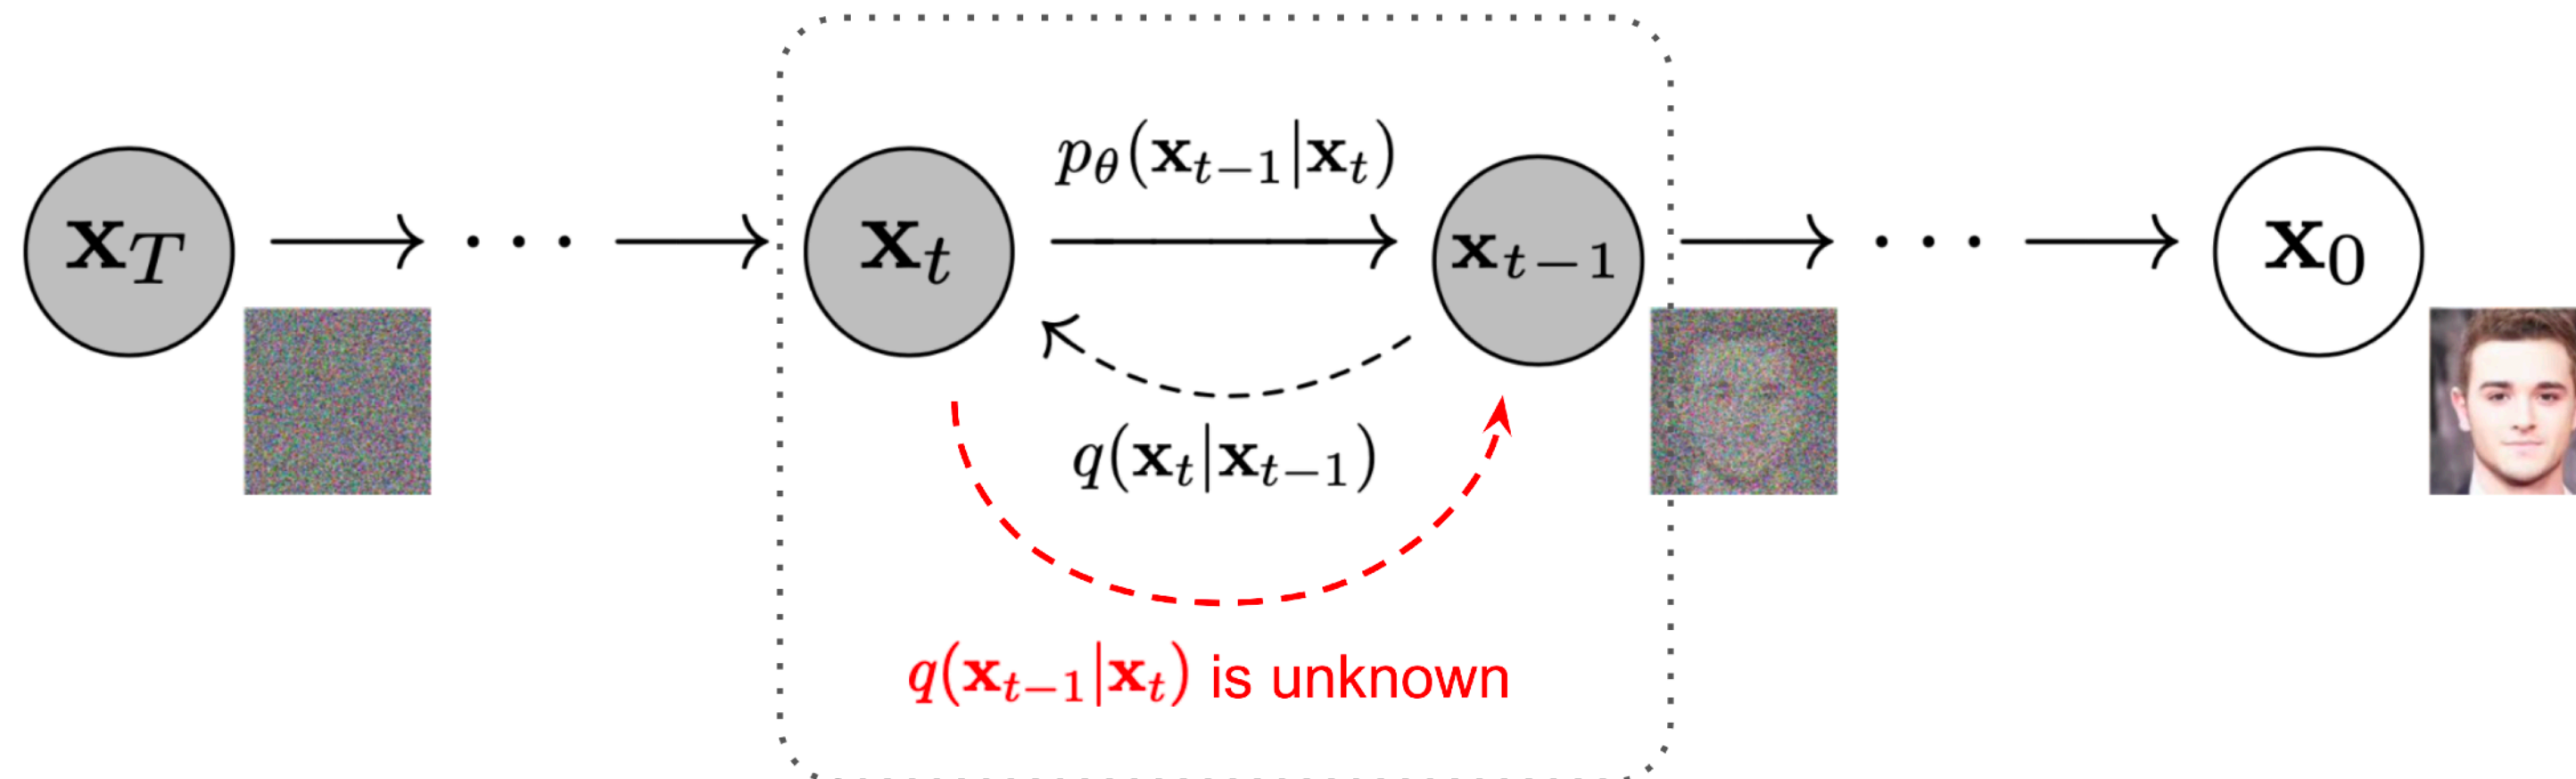 p_θ(x_{t−1}|x_t)
x_T → ··· → x_t → x_{t−1} → ··· → x_0
q(x_t|x_{t−1})
q(x_{t−1}|x_t) is unknown